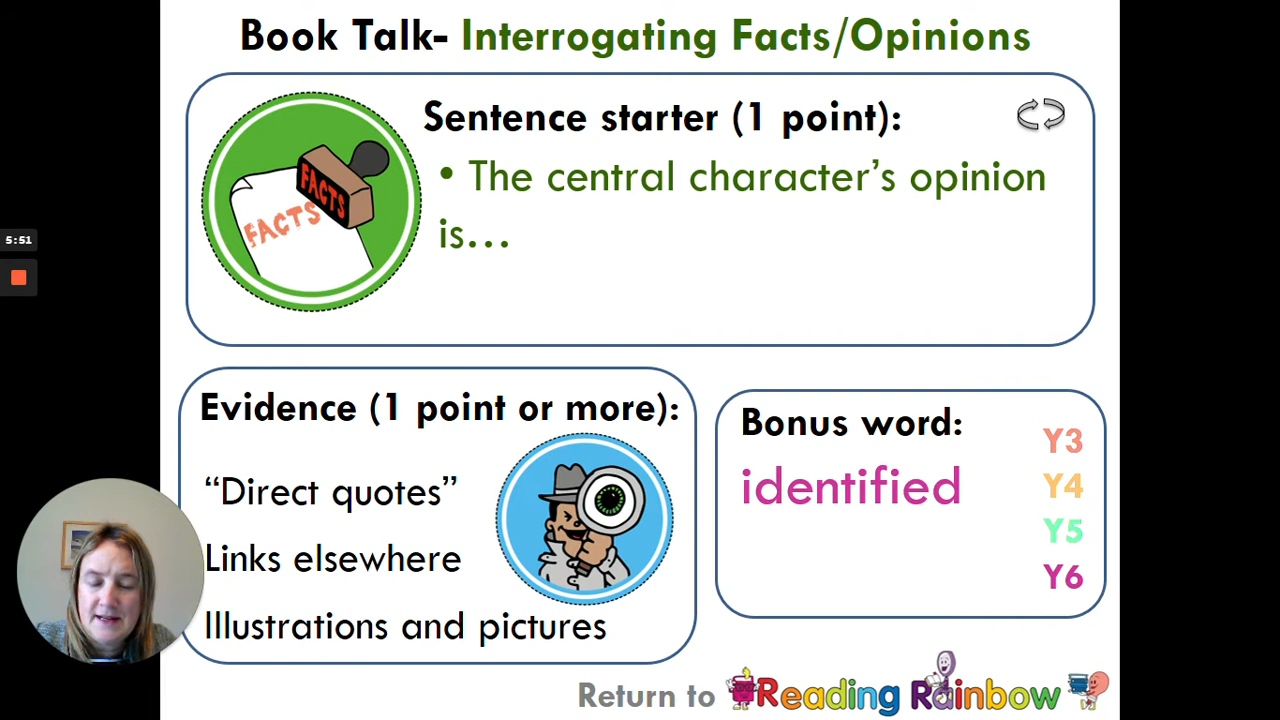 Book Talk- Interrogating Facts/Opinions
Sentence starter (1 point):
• The central character's opinion
is...
FACTS
FACTS
5:51
Evidence (1 point or more):
“Direct quotes”
Links elsewhere
Illustrations and pictures
Bonus word:
identified
Y3
Y4
Y5
Y6
Return to Reading Rainbow